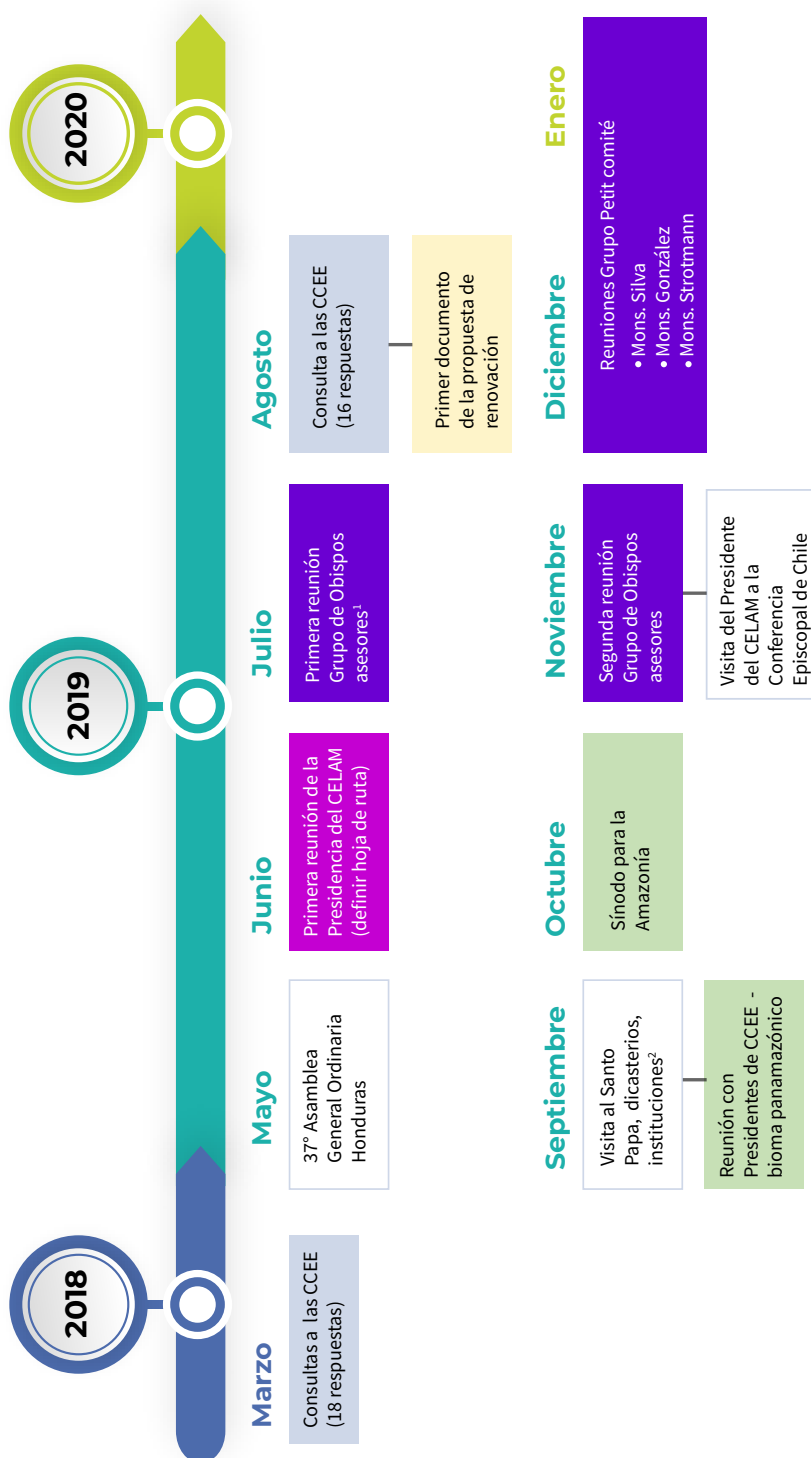 2018
2019
2020
Marzo
Consultas a las CCEE
(18 respuestas)
Mayo
37° Asamblea
General Ordinaria
Honduras
Junio
Primera reunión de la
Presidencia del CELAM
(definir hoja de ruta)
Julio
Primera reunión
Grupo de Obispos
asesores¹
Agosto
Consulta a las CCEE
(16 respuestas)
Primer documento
de la propuesta de
renovación
Septiembre
Visita al Santo
Papa, dicasterios,
instituciones²
Reunión con
Presidentes de CCEE -
bioma panamazónico
Octubre
Sínodo para la
Amazonía
Noviembre
Segunda reunión
Grupo de Obispos
asesores
Visita del Presidente
del CELAM a la
Conferencia
Episcopal de Chile
Diciembre
Enero
Reuniones Grupo Petit comité
• Mons. Silva
• Mons. González
• Mons. Strotmann